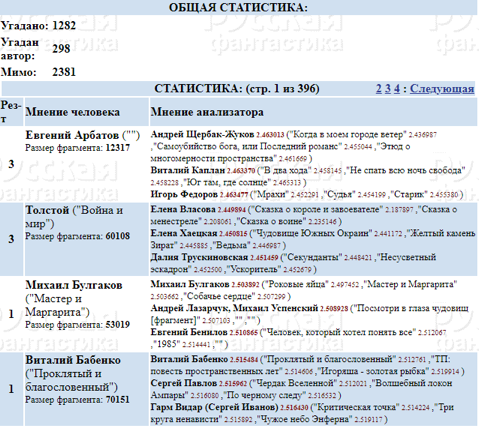 ОБЩАЯ СТАТИСТИКА:
Угадано: 1282
Угадан автор: 298
Мимо: 2381
СТАТИСТИКА: (стр. 1 из 396) 2 3 4 : Следующая
Рез-т Мнение человека Мнение анализатора
3
Евгений Арбатов ("")
Размер фрагмента: 12317
Андрей Щербак-Жуков 2.463013 ("Когда в моем городе ветер" 2.436987
,"Самоубийство бога, или Последний романс" 2.455044 ,"Этюд о
многомерности пространства" 2.461669 )
Виталий Каплан 2.463370 ("В два хода" 2.458145 ,"Не спать всю ночь свобода"
2.458228 ,"Юг там, где солнце" 2.465313 )
Игорь Федоров 2.463477 ("Мрахи" 2.452291 ,"Судья" 2.454199 ,"Старик" 2.455380 )
3
Толстой ("Война и
мир")
Размер фрагмента: 60108
Елена Власова 2.449894 ("Сказка о короле и завоевателе" 2.187897 ,"Сказка о
менестреле" 2.208061 ,"Сказка о воине" 2.235146 )
Елена Хаецкая 2.450815 ("Чудовище Южных Окраин" 2.441172 ,"Желтый камень
Зират" 2.445885 ,"Ведьма" 2.446987 )
Далия Трускиновская 2.451459 ("Секунданты" 2.448421 ,"Несусветный
эскадрон" 2.452500 ,"Ускоритель" 2.452679 )
1
Михаил Булгаков
("Мастер и
Маргарита")
Размер фрагмента: 53019
Михаил Булгаков 2.503892 ("Роковые яйца" 2.497452 ,"Мастер и Маргарита"
2.503662 ,"Собачье сердце" 2.507299 )
Андрей Лазарчук, Михаил Успенский 2.508928 ("Посмотри в глаза чудовищ
[фрагмент]" 2.507103 ,"" ,"" )
Евгений Бенилов 2.510865 ("Человек, который хотел понять все" 2.512067
,"1985" 2.514441 ,"" )
1
Виталий Бабенко
("Проклятый и
благословенный")
Размер фрагмента: 70151
Виталий Бабенко 2.515484 ("Проклятый и благословенный" 2.512761 ,"ТП:
повесть пространственных лет" 2.514606 ,"Игоряша - золотая рыбка" 2.519914 )
Сергей Павлов 2.515962 ("Чердак Вселенной" 2.512021 ,"Волшебный локон
Ампары" 2.516080 ,"По черному следу" 2.516532 )
Гарм Видар (Сергей Иванов) 2.516430 ("Критическая точка" 2.514224 ,"Три
круга ненависти" 2.515892 ,"Чужое небо Энферна" 2.519117 )